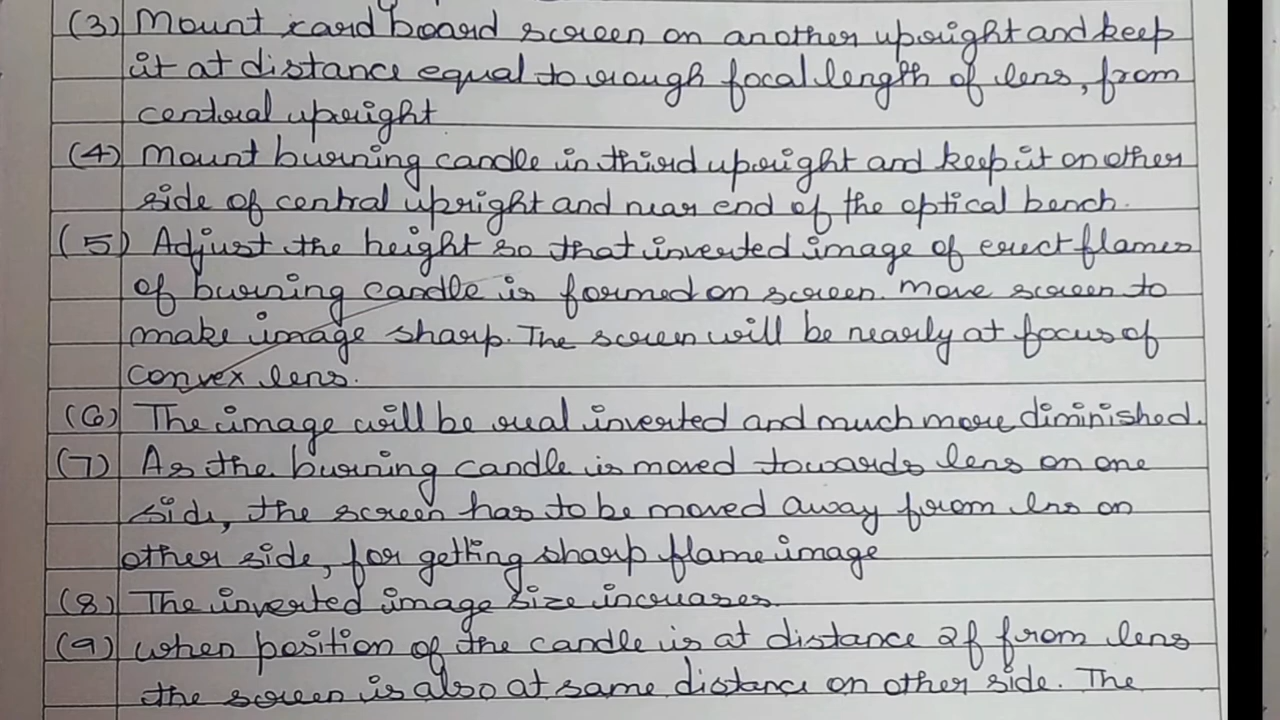 (3) Mount card board screen on another upright and keep
it at distance equal to rough focal length of lens, from
central upright
(4) Mount burning candle in third upright and keep it on other
side of central upright and near end of the optical bench.
(5) Adjust the height so that inverted image of erect flames
of burning candle is formed on screen. Move screen to
make image sharp. The screen will be nearly at focus of
convex lens.
(6) The image will be real inverted and much more diminished.
(7) As the burning candle is moved towards lens on one
side, the screen has to be moved away from lns on
other side, for getting sharp flame image
(8) The inverted image size increases.
(9) when position of the candle is at distance 2f from lens
the screen is also at same distance on other side. The